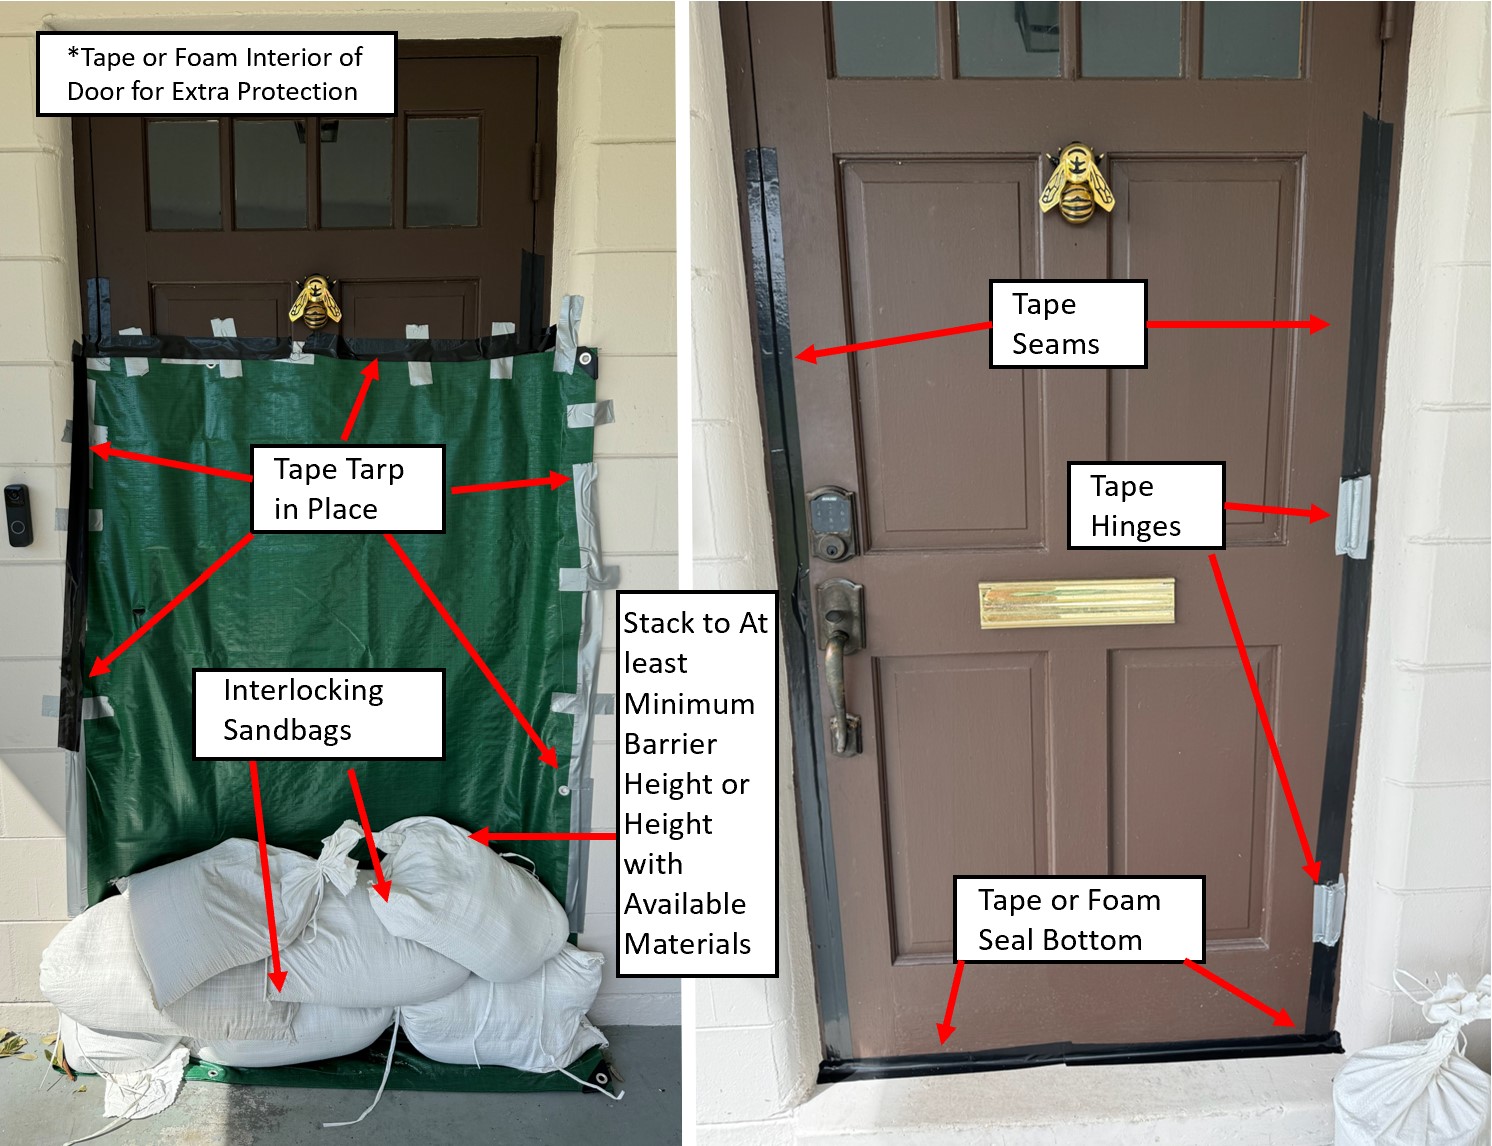 *Tape or Foam Interior of
Door for Extra Protection
Tape Tarp
in Place
Interlocking
Sandbags
Stack to At
least
Minimum
Barrier
Height or
Height
with
Available
Materials
Tape
Seams
Tape
Hinges
Tape or Foam
Seal Bottom